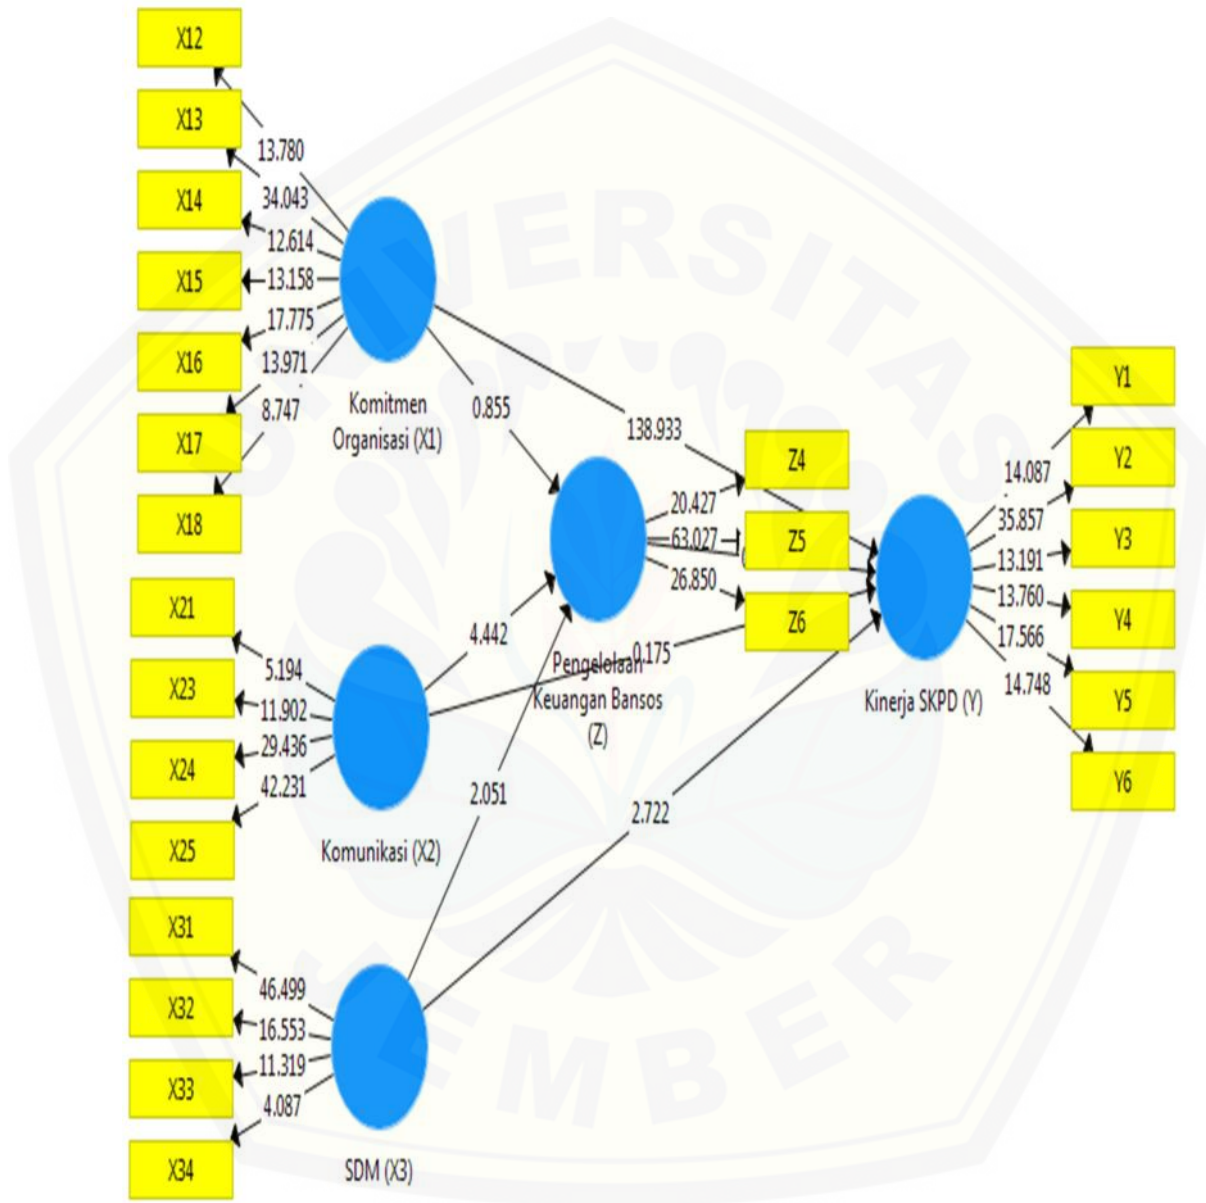 X12
X13
X14
X15
X16
X17
X18
13.780
34.043
12.614
13.158
17.775
13.971
8.747
Komitmen
Organisasi (X1)
0.855
138.933
X21
X23
X24
X25
5.194
11.902
29.436
42.231
Komunikasi (X2)
4.442
0.175
X31
X32
X33
X34
46.499
16.553
11.319
4.087
SDM (X3)
2.051
2.722
Pengelolaan
Keuangan Bansos
(Z)
20.427
63.027
26.850
Z4
Z5
Z6
Kinerja SKPD (Y)
14.087
35.857
13.191
13.760
17.566
14.748
Y1
Y2
Y3
Y4
Y5
Y6
UNIVERSITAS
JEMBER